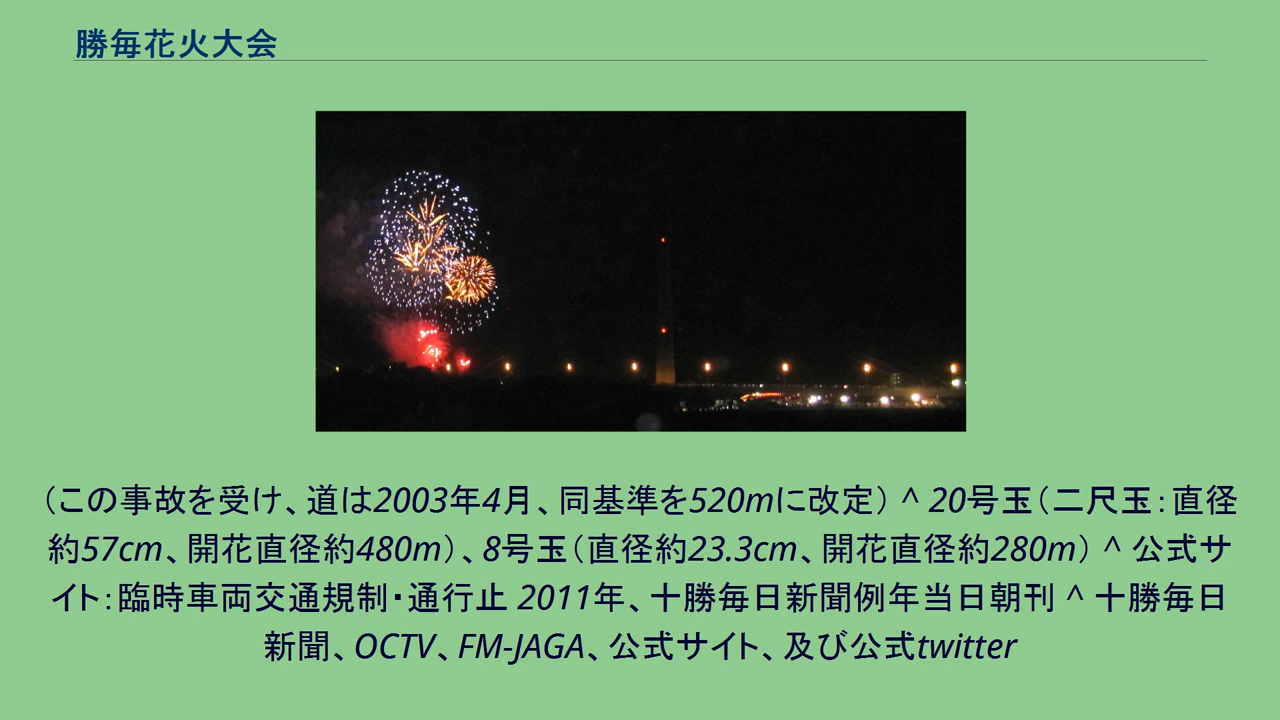 勝毎花火大会
（この事故を受け、道は2003年4月、同基準を520mに改定） ^ 20号玉（二尺玉：直径
約57cm、開花直径約480m）、8号玉（直径約23.3cm、開花直径約280m） ^ 公式サ
イト：臨時車両交通規制・通行止 2011年、十勝毎日新聞例年当日朝刊 ^ 十勝毎日
新聞、OCTV、FM-JAGA、公式サイト、及び公式twitter